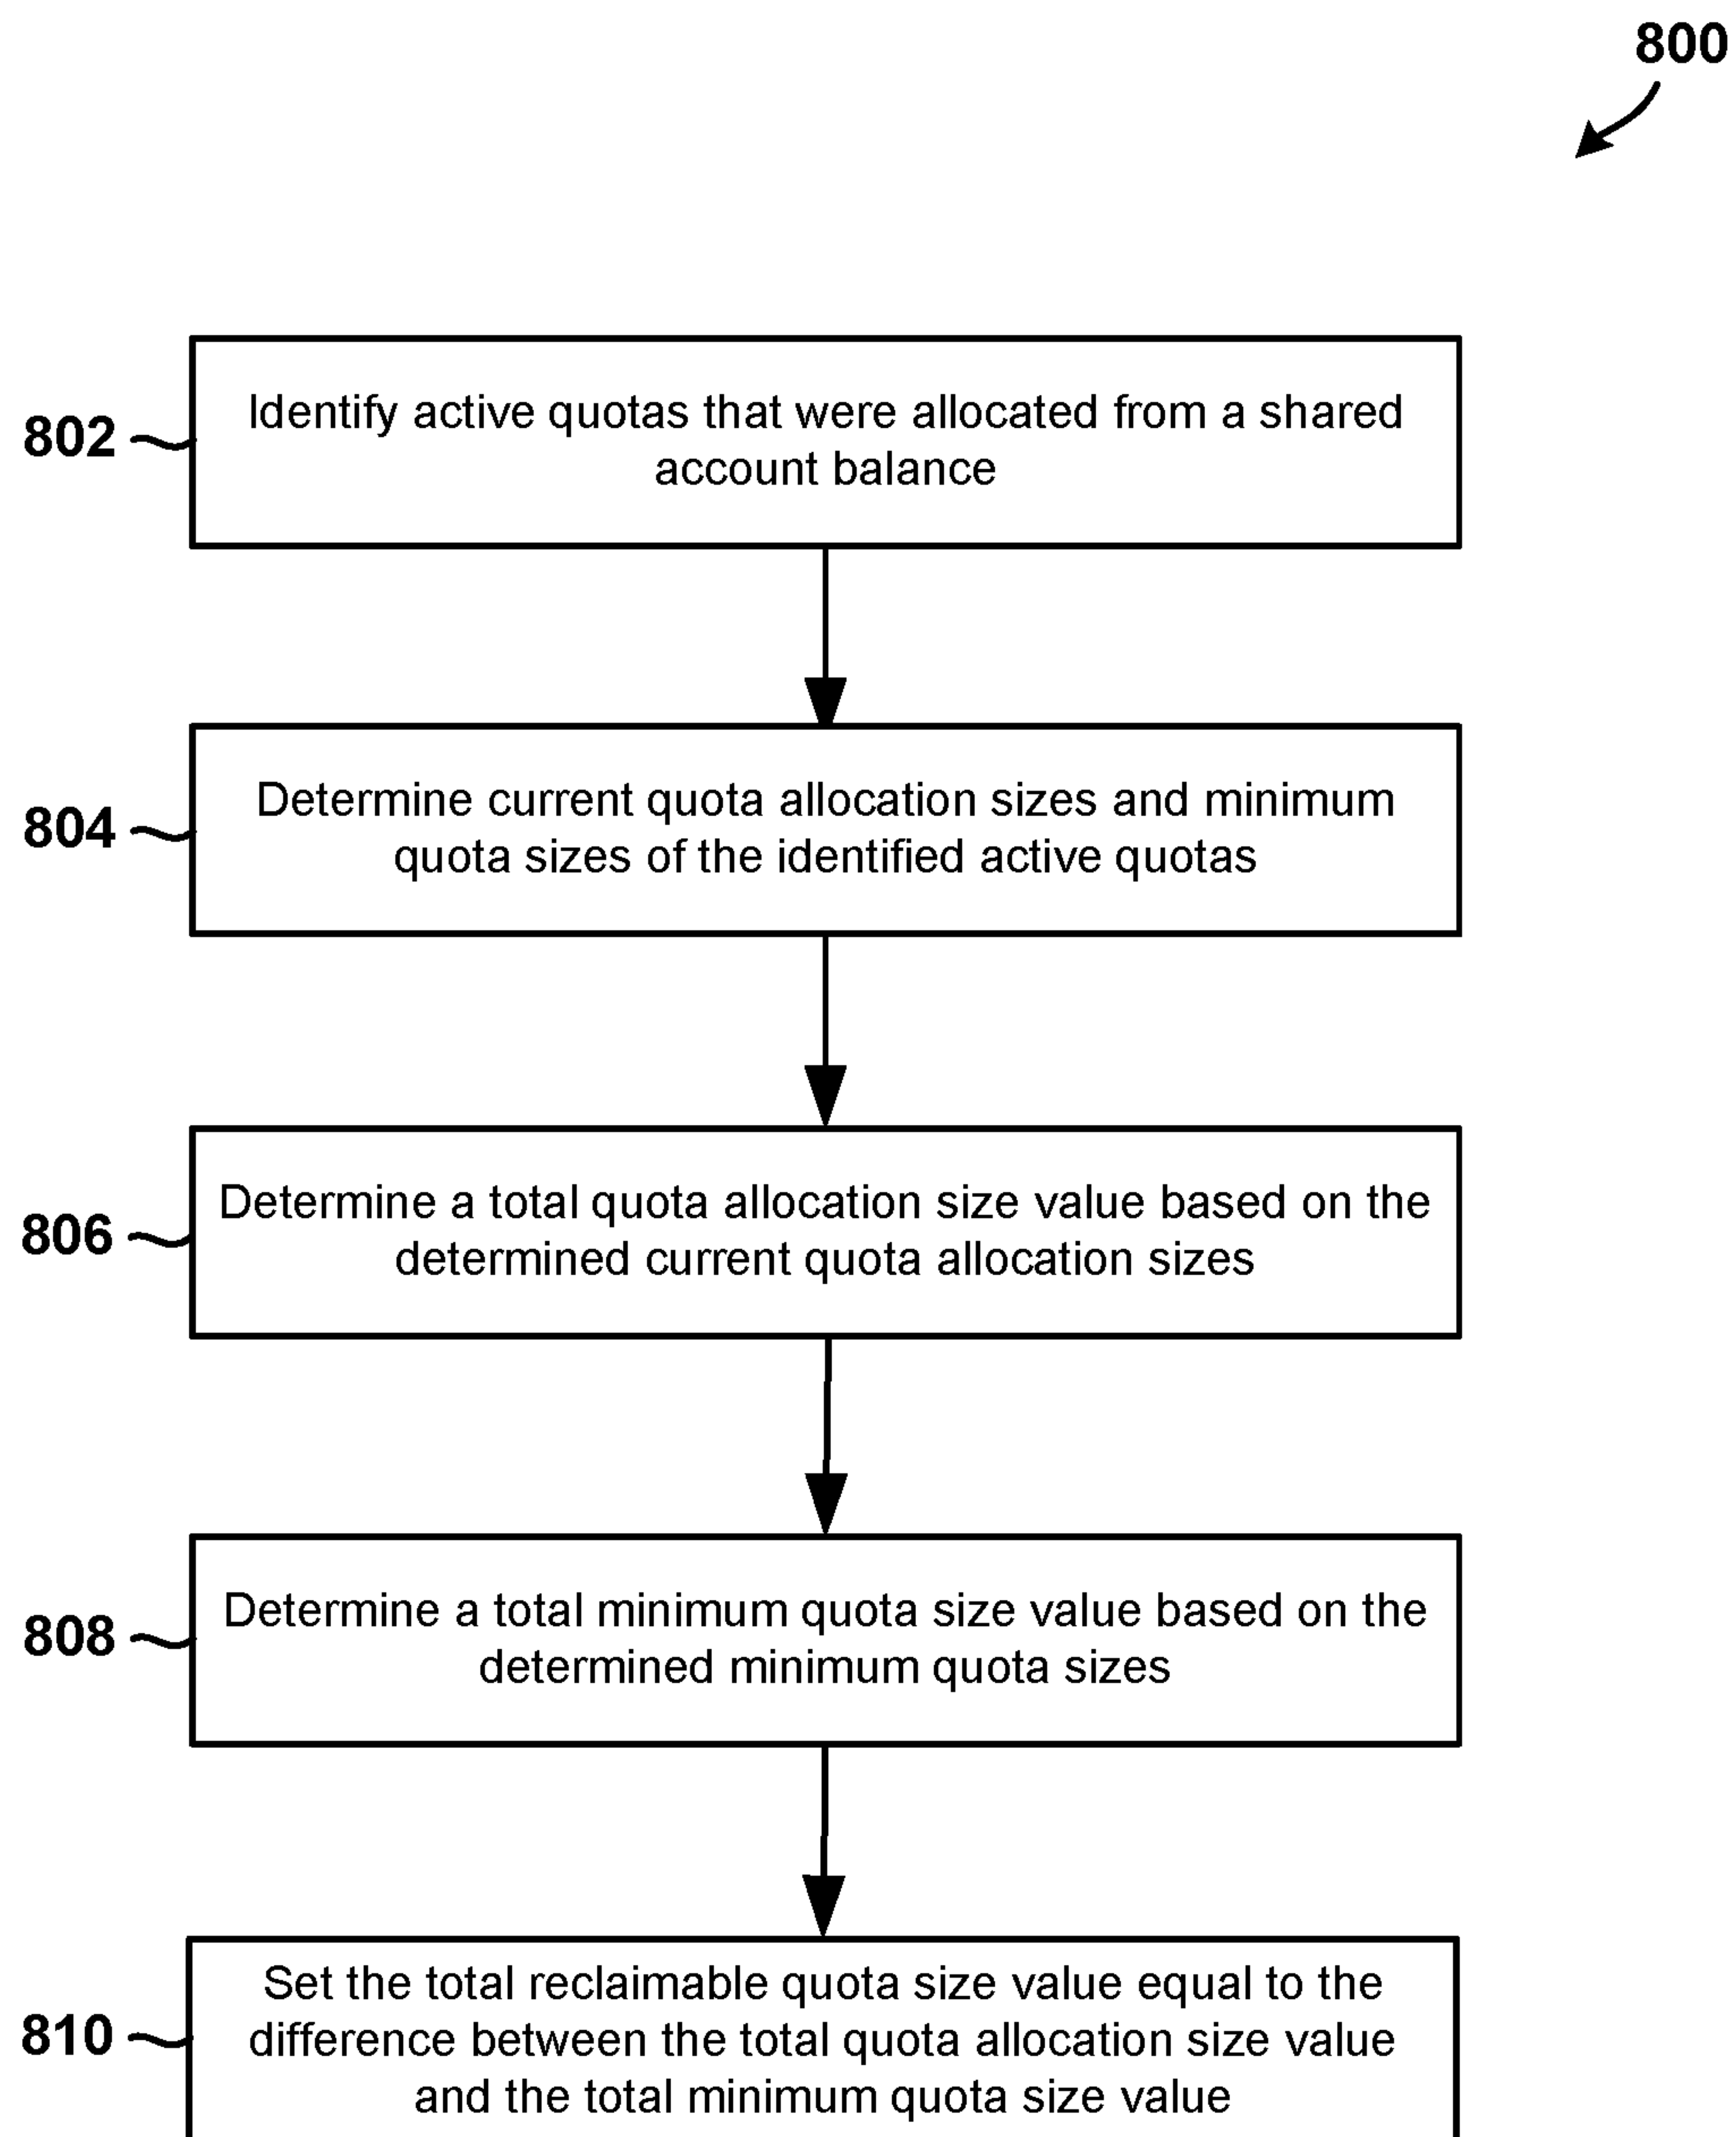 800
802
Identify active quotas that were allocated from a shared
account balance
804
Determine current quota allocation sizes and minimum
quota sizes of the identified active quotas
806
Determine a total quota allocation size value based on the
determined current quota allocation sizes
808
Determine a total minimum quota size value based on the
determined minimum quota sizes
810
Set the total reclaimable quota size value equal to the
difference between the total quota allocation size value
and the total minimum quota size value